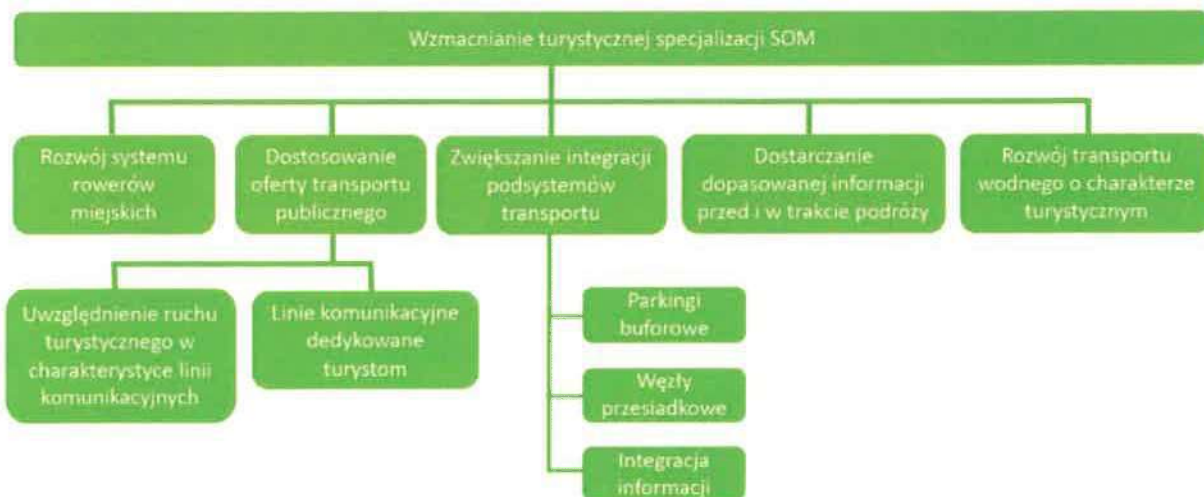 Wzmacnianie turystycznej specjalizacji SOM
Rozwój systemu
rowerów
miejskich
Dostosowanie
oferty transportu
publicznego
Zwiększanie integracji
podsystemów
transportu
Dostarczanie
dopasowanej informacji
przed i w trakcie podróży
Rozwój transportu
wodnego o charakterze
turystycznym
Uwzględnienie ruchu
turystycznego w
charakterystyce linii
komunikacyjnych
Linie komunikacyjne
dedykowane
turystom
Parkingi
buforowe
Węzły
przesiadkowe
Integracja
informacji